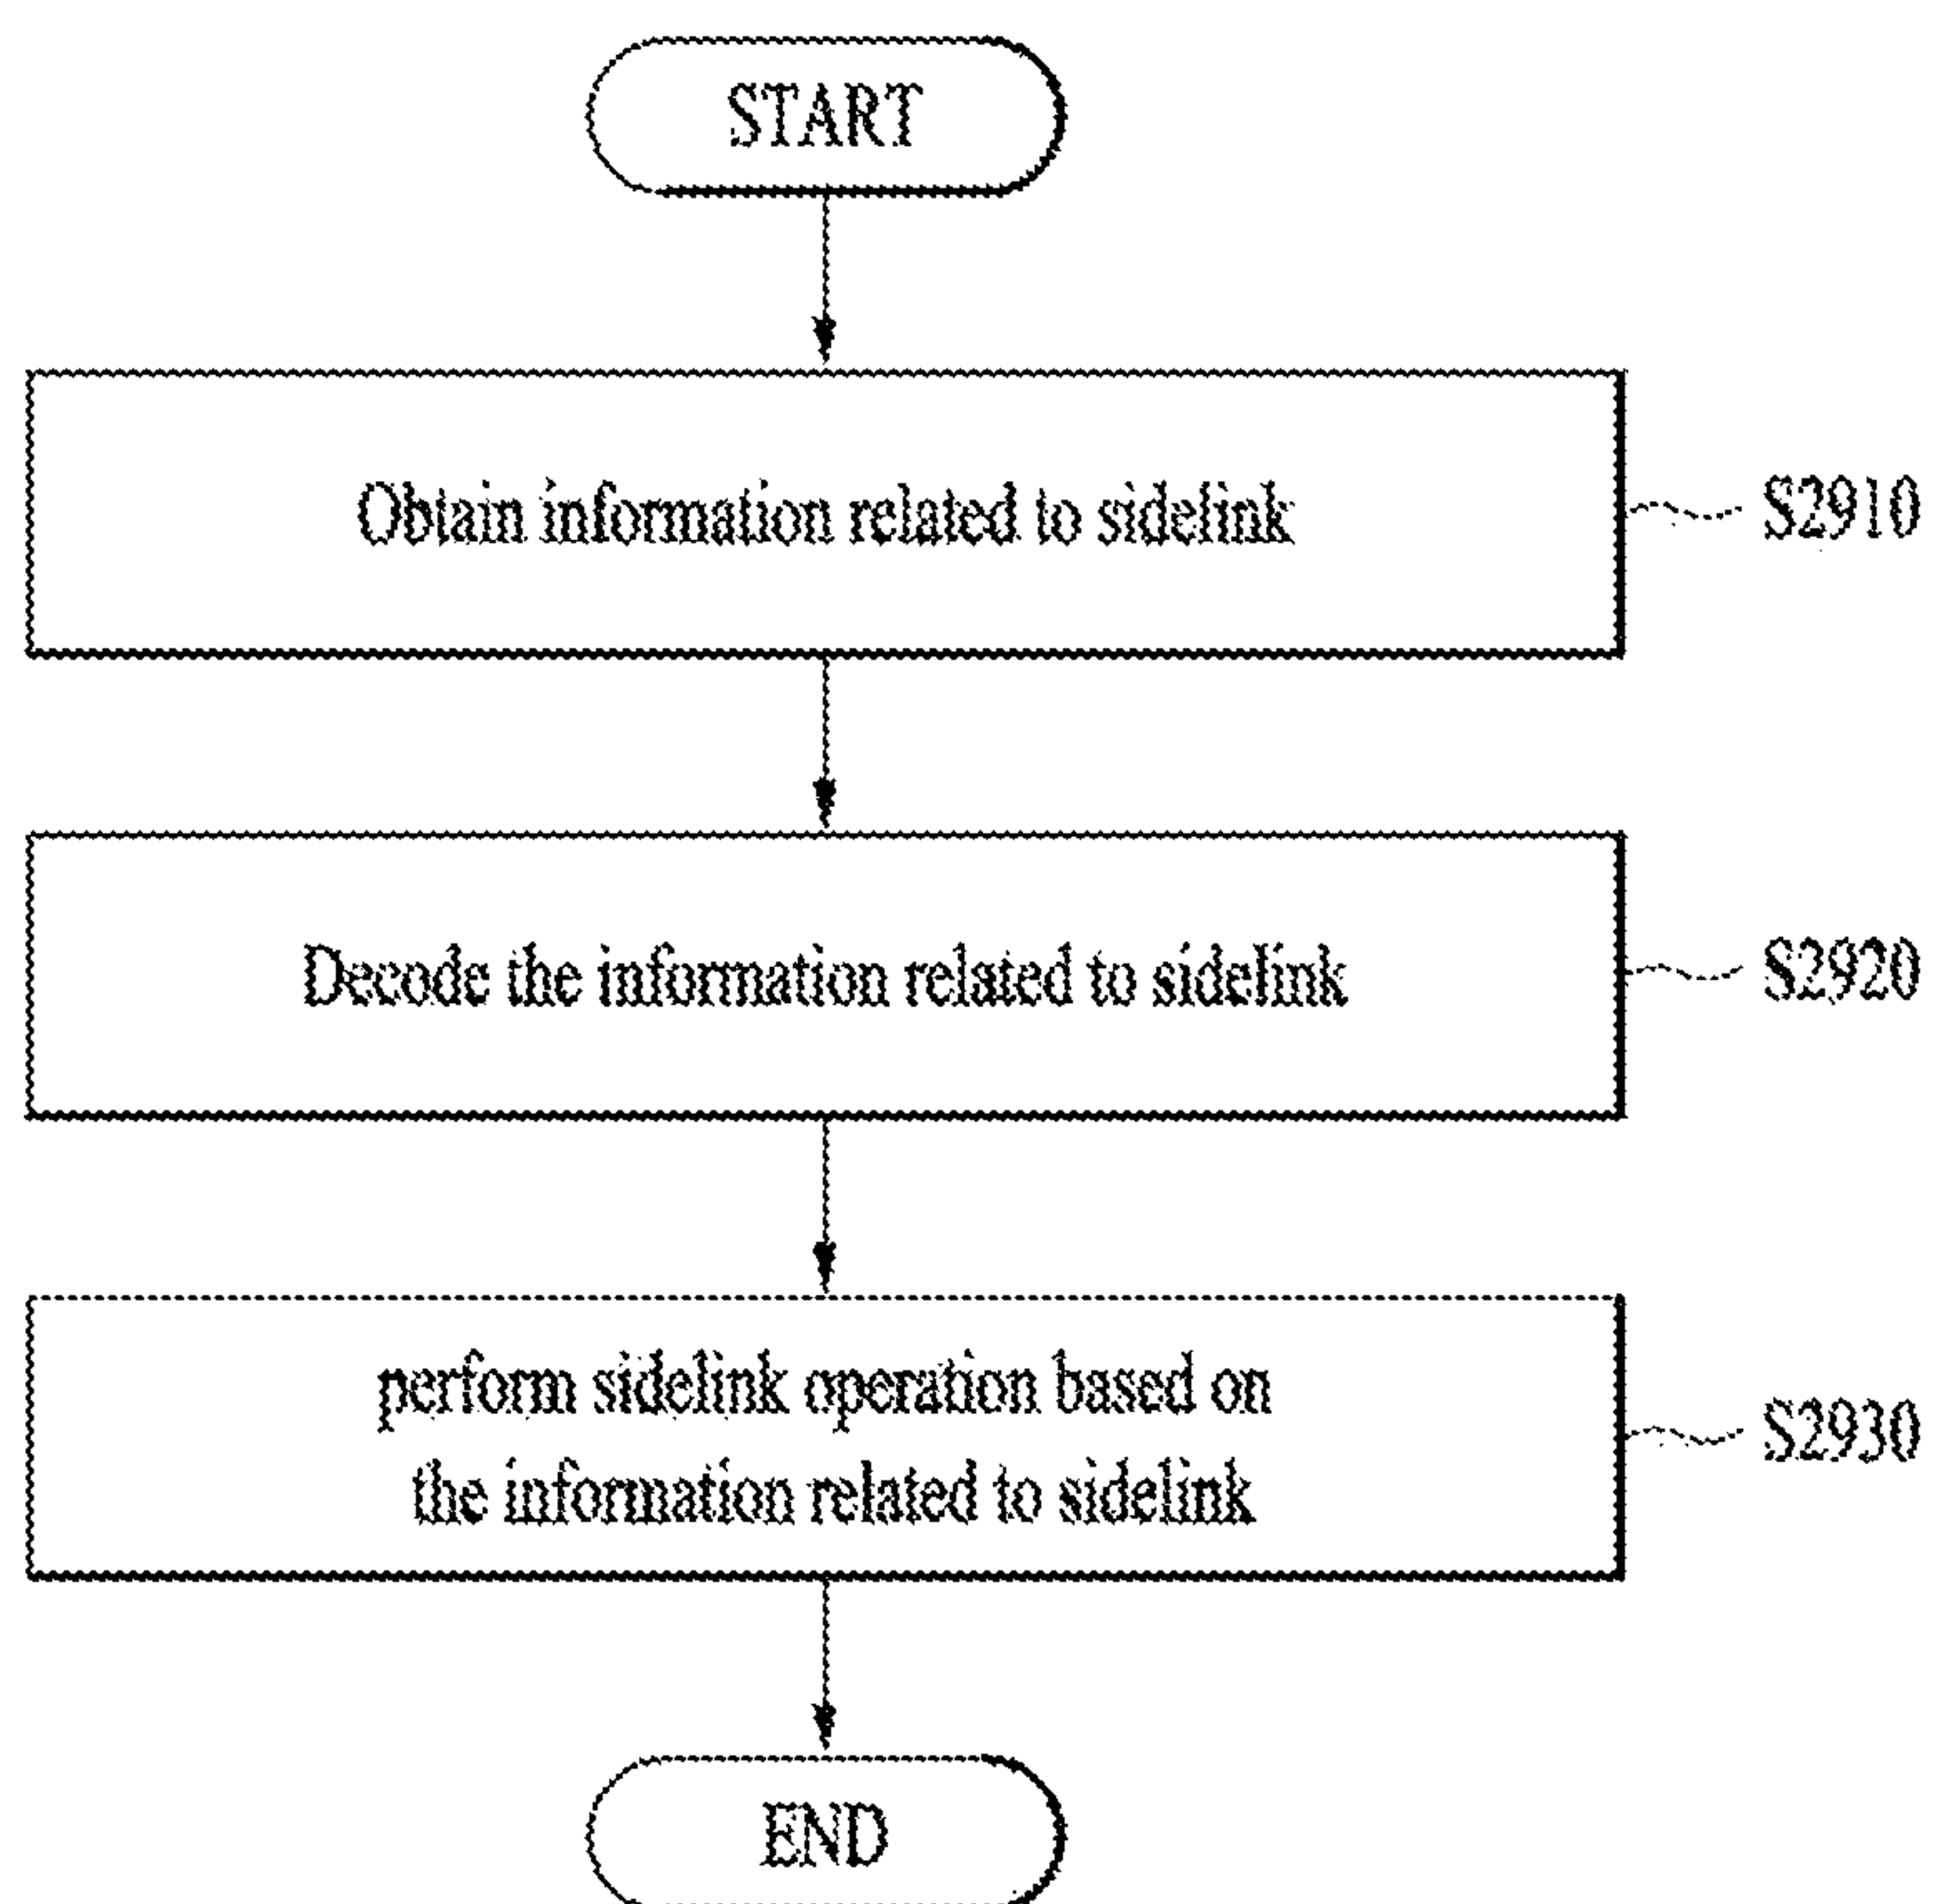 START
Obtain information related to sidelink
S2910
Decode the information related to sidelink
S2920
perform sidelink operation based on
the information related to sidelink
S2930
END